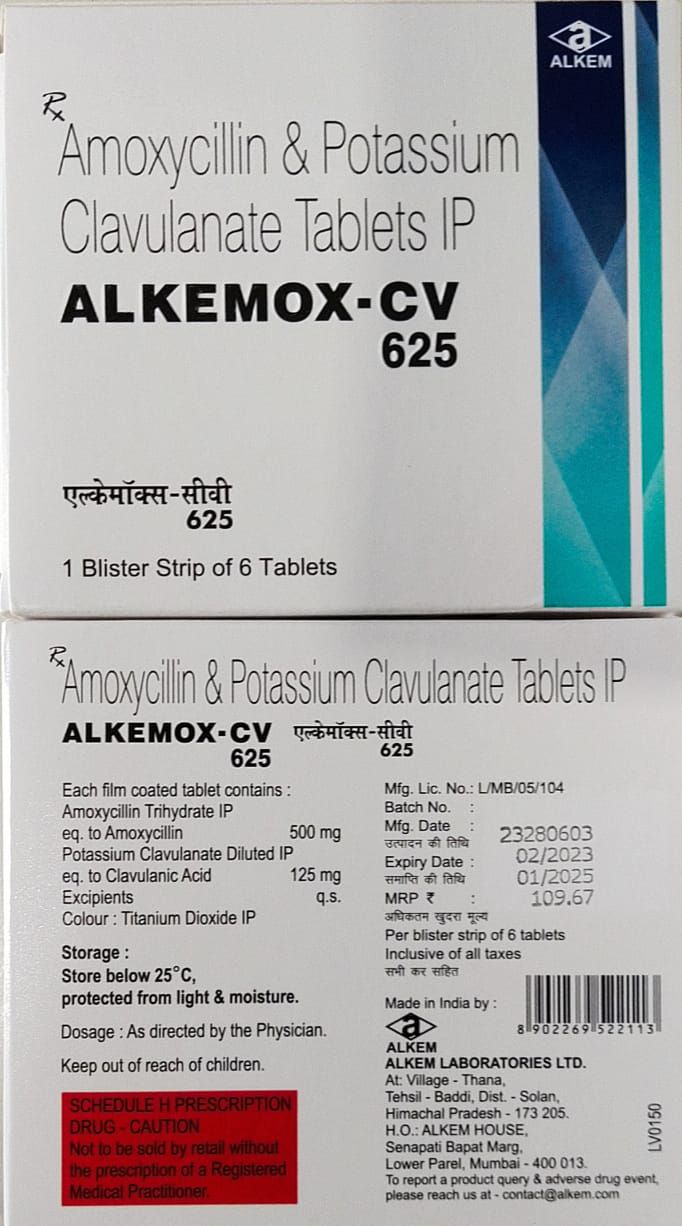 a
ALKEM
Rx
Amoxycillin & Potassium
Clavulanate Tablets IP
ALKEMOX-CV
625
एल्केमॉक्स-सीवी
625
1 Blister Strip of 6 Tablets
Rx
Amoxycillin & Potassium Clavulanate Tablets IP
ALKEMOX-CV एल्केमॉक्स-सीवी
625 625
Each film coated tablet contains :
Amoxycillin Trihydrate IP
eq. to Amoxycillin 500 mg
Potassium Clavulanate Diluted IP
eq. to Clavulanic Acid 125 mg
Excipients q.s.
Colour : Titanium Dioxide IP
Storage :
Store below 25°C,
protected from light & moisture.
Dosage : As directed by the Physician.
Keep out of reach of children.
SCHEDULE H PRESCRIPTION
DRUG - CAUTION
Not to be sold by retail without
the prescription of a Registered
Medical Practitioner.
Mfg. Lic. No.: L/MB/05/104
Batch No. :
Mfg. Date : 23280603
उत्पादन की तिथि
Expiry Date : 02/2023
समाप्ति की तिथि 01/2025
MRP ₹ : 109.67
अधिकतम खुदरा मूल्य
Per blister strip of 6 tablets
Inclusive of all taxes
सभी कर सहित
Made in India by :
8 902269 522113
a
ALKEM
ALKEM LABORATORIES LTD.
At: Village - Thana,
Tehsil - Baddi, Dist. - Solan,
Himachal Pradesh - 173 205.
H.O.: ALKEM HOUSE,
Senapati Bapat Marg,
Lower Parel, Mumbai - 400 013.
To report a product query & adverse drug event,
please reach us at - contact@alkem.com
LV0150